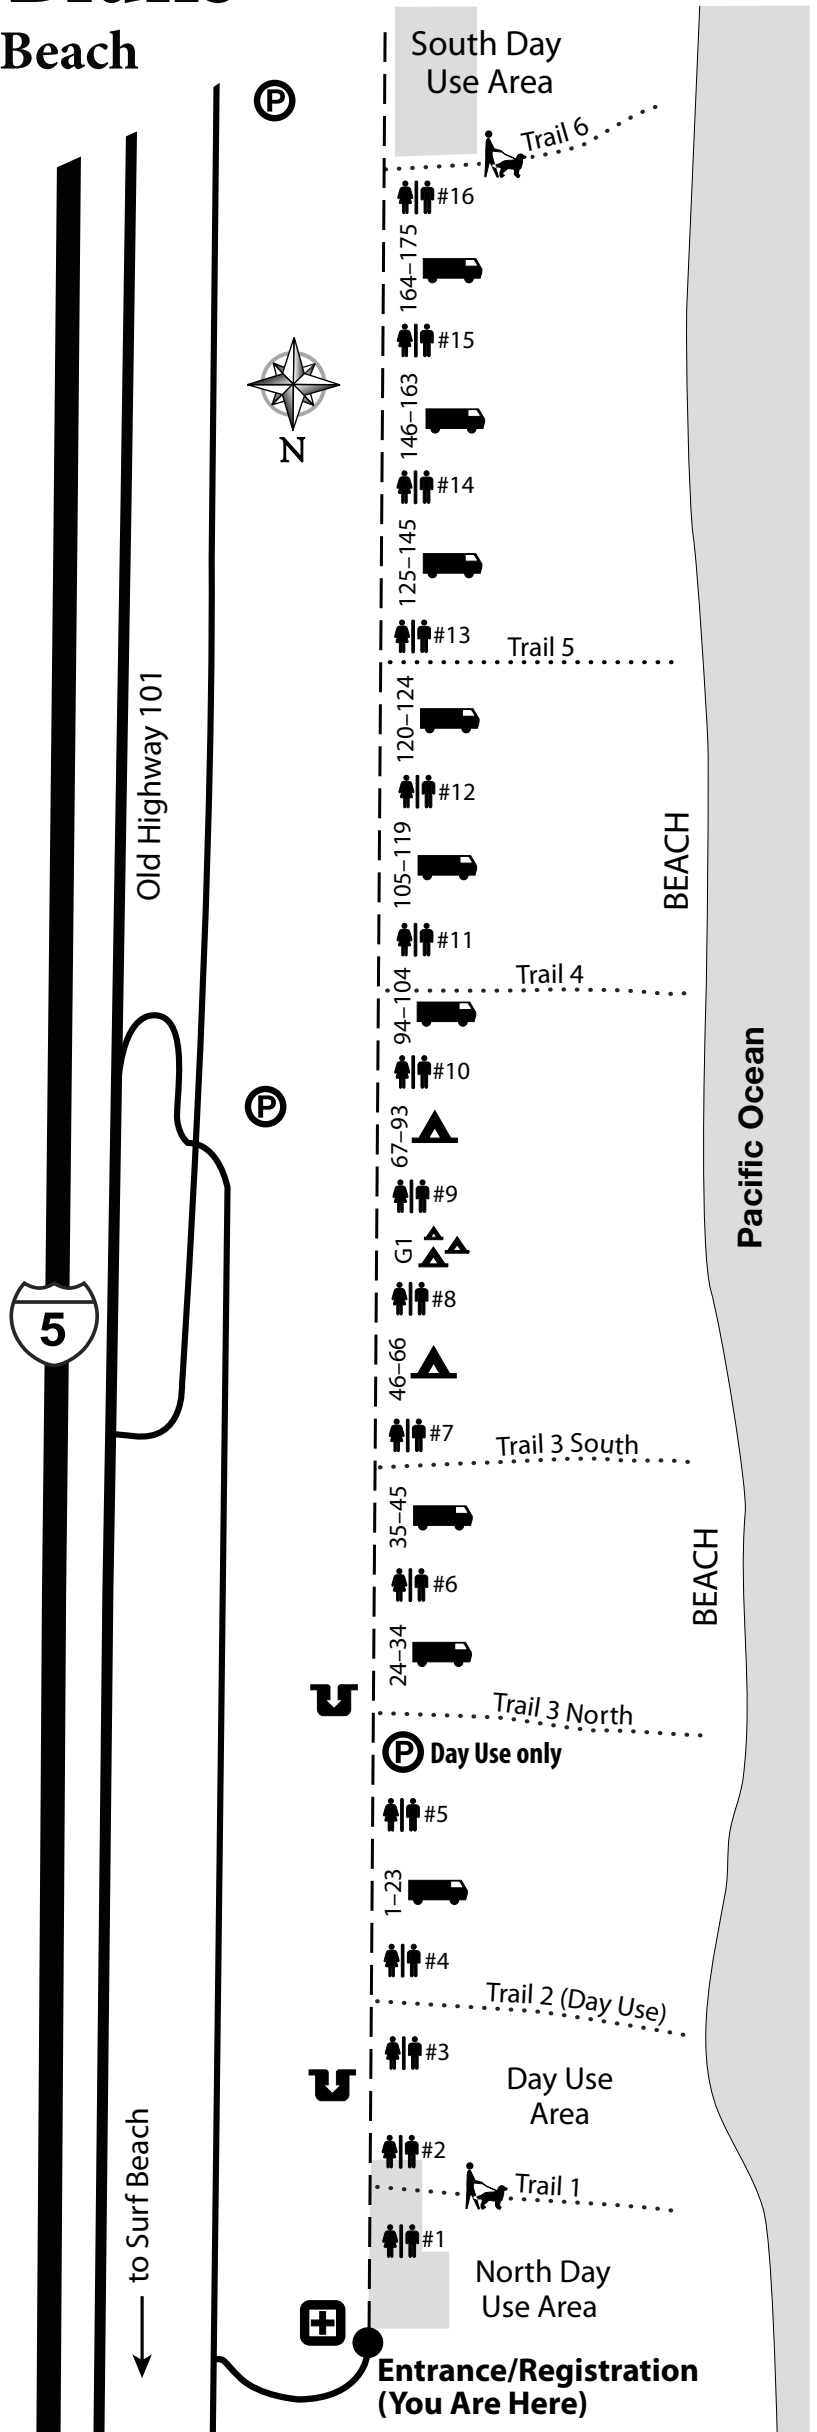 Beach
P
South Day
Use Area
Trail 6
#16
164–175
#15
146–163
N
#14
125–145
#13
Trail 5
120–124
Old Highway 101
#12
105–119
BEACH
#11
Trail 4
94–104
#10
P
67–93
Pacific Ocean
#9
G1
#8
5
46–66
#7
Trail 3 South
35–45
#6
BEACH
24–34
Trail 3 North
P Day Use only
#5
1–23
#4
Trail 2 (Day Use)
#3
Day Use
Area
#2
Trail 1
to Surf Beach
#1
North Day
Use Area
Entrance/Registration
(You Are Here)